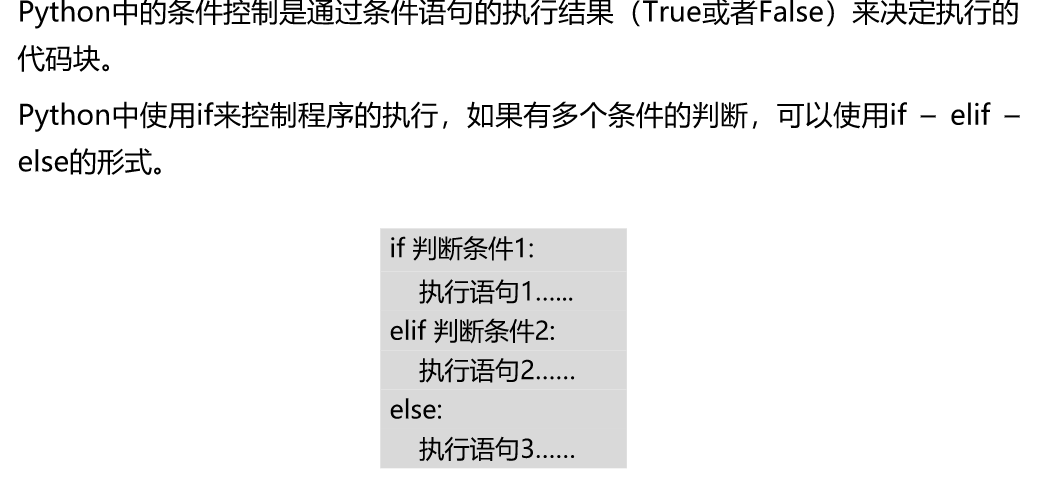 Python中的条件控制是通过条件语句的执行结果（True或者False）来决定执行的
代码块。
Python中使用if来控制程序的执行，如果有多个条件的判断，可以使用if – elif –
else的形式。
if 判断条件1:
执行语句1……
elif 判断条件2:
执行语句2……
else:
执行语句3……